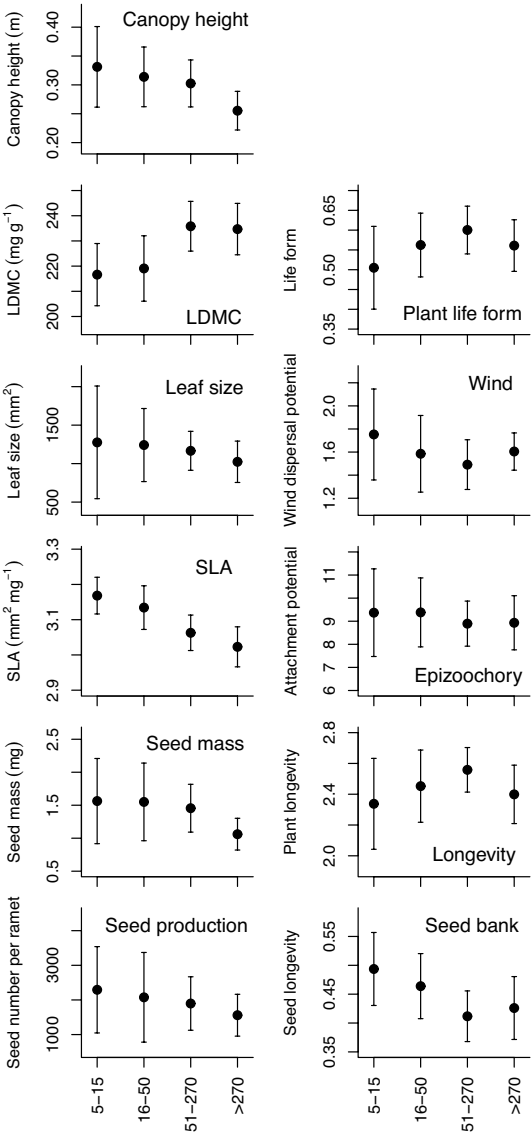 Canopy height
Canopy height (m)
0.40
0.30
0.20
LDMC
LDMC (mg g⁻¹)
240
220
200
Plant life form
Life form
0.65
0.50
0.35
Leaf size
Leaf size (mm²)
1500
500
Wind
Wind dispersal potential
2.0
1.6
1.2
SLA
SLA (mm² mg⁻¹)
3.3
3.1
2.9
Epizoochory
Attachment potential
11
9
8
6
Seed mass
Seed mass (mg)
2.5
1.5
0.5
Longevity
Plant longevity
2.8
2.4
2.0
Seed production
Seed number per ramet
3000
1000
5–15
16–50
51–270
>270
Seed bank
Seed longevity
0.55
0.45
0.35
5–15
16–50
51–270
>270